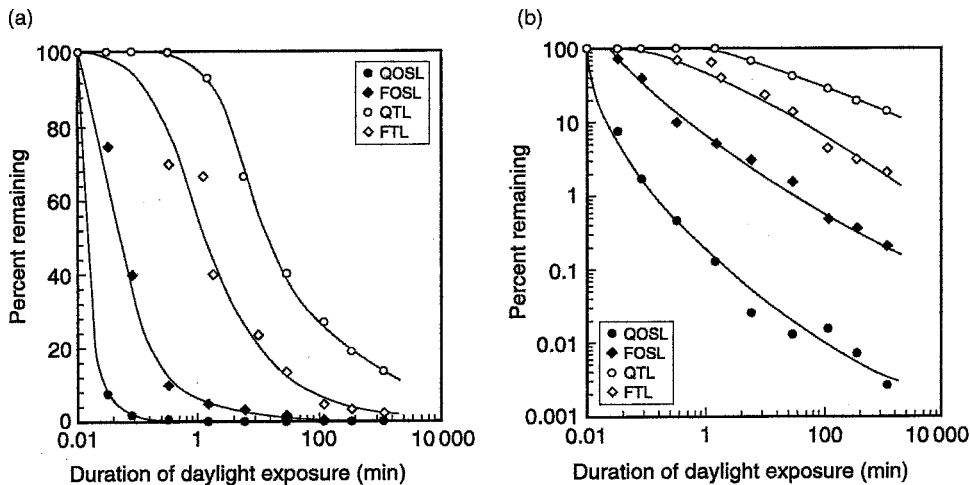 (a)
100
80
60
40
20
0
0.01
1
100
10 000
Percent remaining
Duration of daylight exposure (min)
QOSL
FOSL
QTL
FTL
(b)
100
10
1
0.1
0.01
0.001
0.01
1
100
10 000
Percent remaining
Duration of daylight exposure (min)
QOSL
FOSL
QTL
FTL